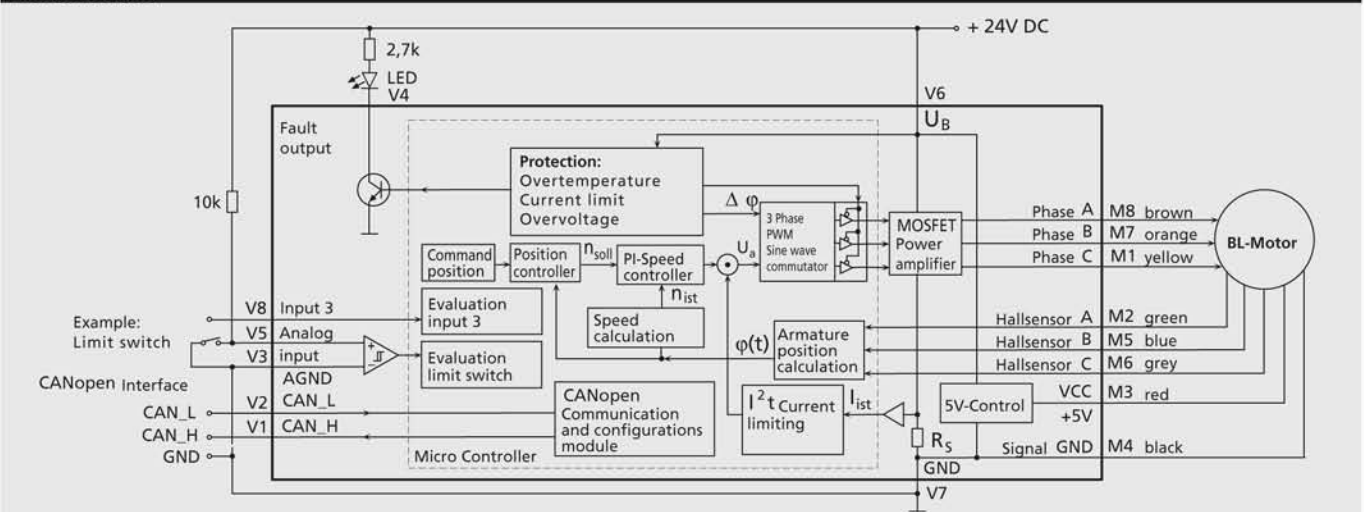 + 24V DC
2,7k
LED
V4
V6
Fault
output
U_B
10k
Protection:
Overtemperature
Current limit
Overvoltage
Δ φ
3 Phase
PWM
Sine wave
commutator
MOSFET
Power
amplifier
Phase A M8 brown
Phase B M7 orange
Phase C M1 yellow
BL-Motor
Command
position
Position
controller
n_soll
PI-Speed
controller
U_a
n_ist
V8 Input 3
Evaluation
input 3
Speed
calculation
Example:
Limit switch
V5 Analog
V3 input
AGND
Evaluation
limit switch
φ(t)
Armature
position
calculation
Hallsensor A M2 green
Hallsensor B M5 blue
Hallsensor C M6 grey
CANopen Interface
CAN_L V2 CAN_L
CAN_H V1 CAN_H
GND
CANopen
Communication
and configurations
module
I²t Current
limiting
I_ist
5V-Control
VCC M3 red
+5V
R_S
Signal GND M4 black
Micro Controller
GND
V7